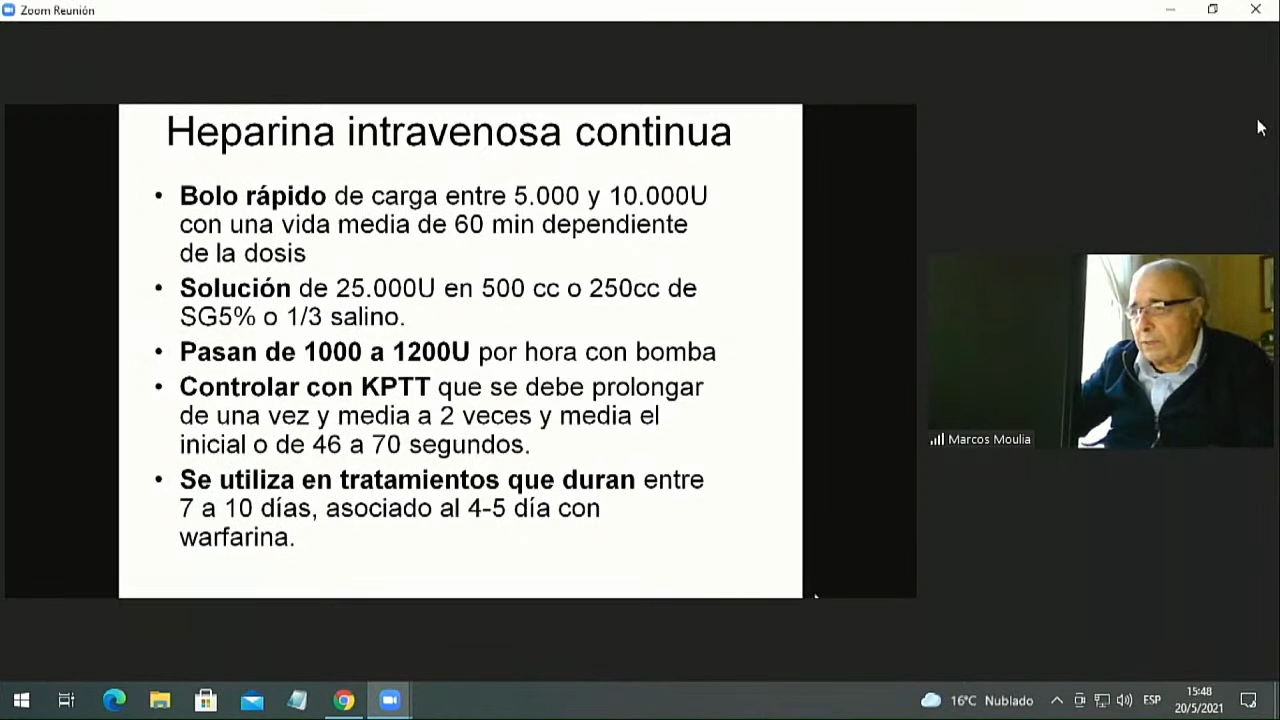 Zoom Reunión
Heparina intravenosa continua
• Bolo rápido de carga entre 5.000 y 10.000U
con una vida media de 60 min dependiente
de la dosis
• Solución de 25.000U en 500 cc o 250cc de
SG5% o 1/3 salino.
• Pasan de 1000 a 1200U por hora con bomba
• Controlar con KPTT que se debe prolongar
de una vez y media a 2 veces y media el
inicial o de 46 a 70 segundos.
• Se utiliza en tratamientos que duran entre
7 a 10 días, asociado al 4-5 día con
warfarina.
Marcos Moulia
16°C Nublado
ESP
15:48
20/5/2021